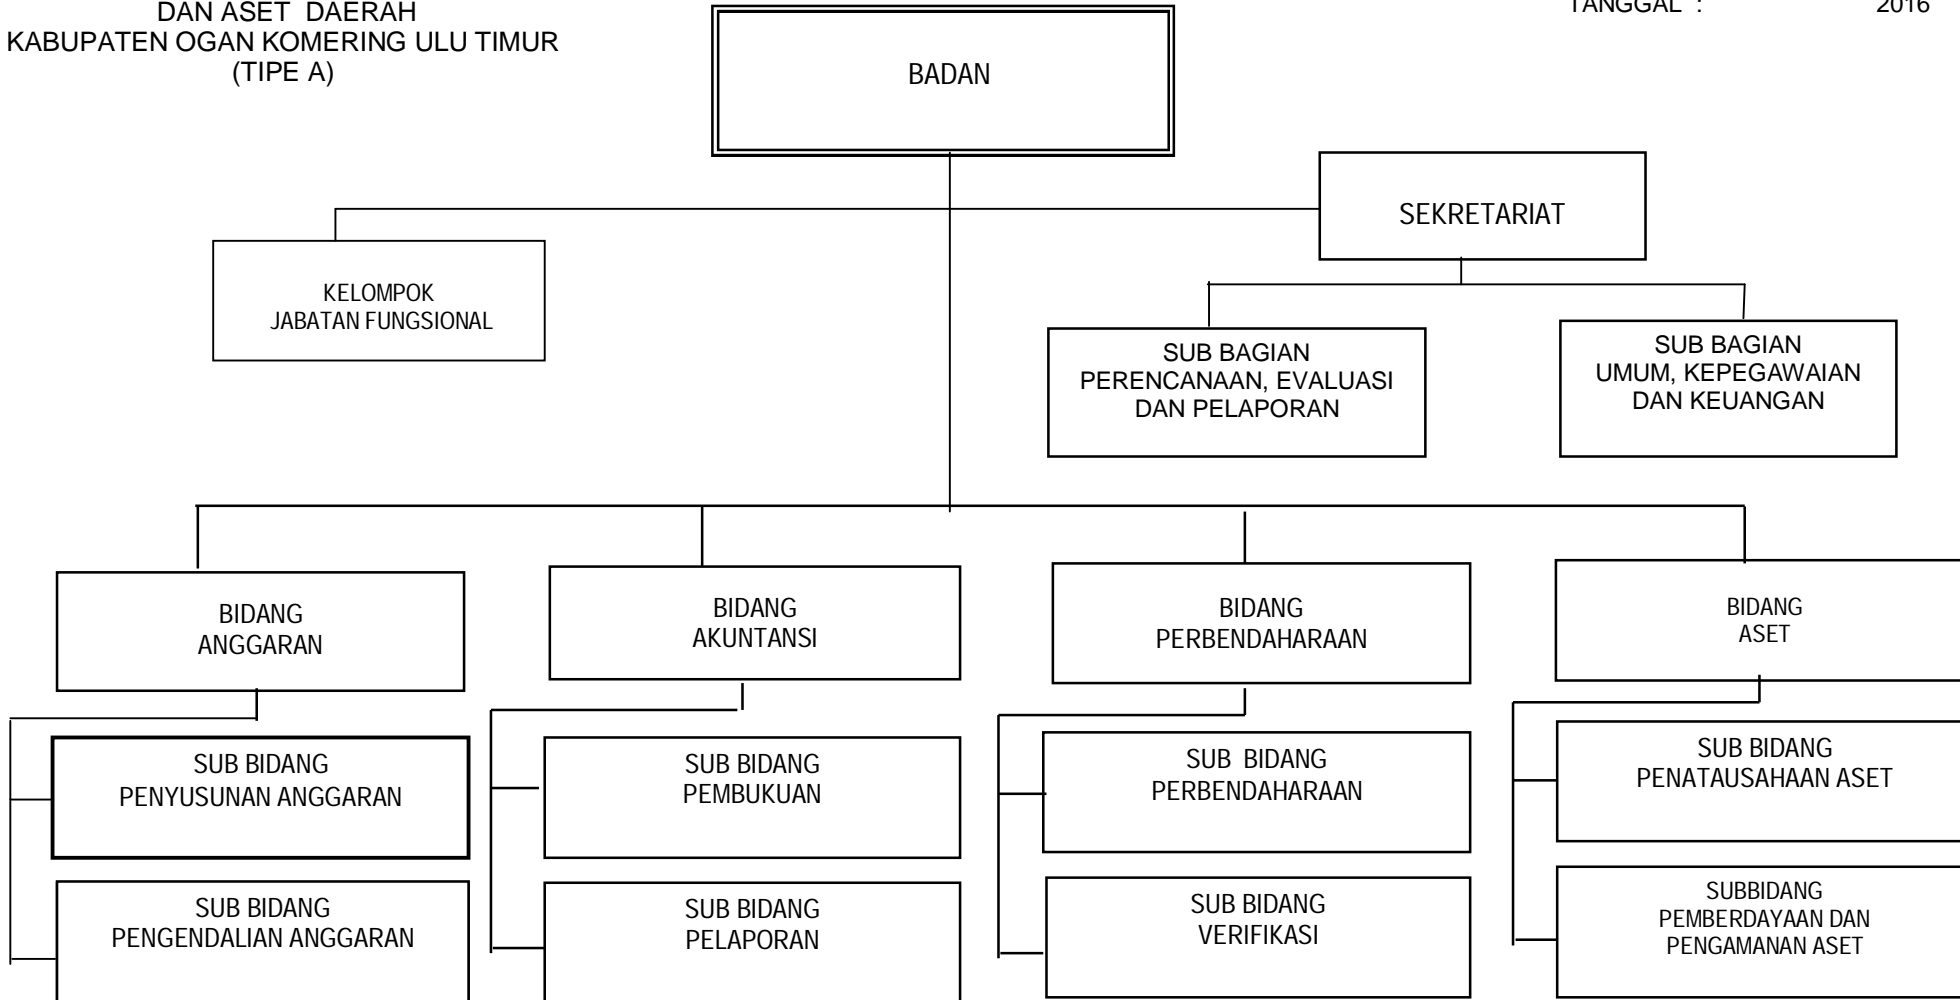 DAN ASET DAERAH
KABUPATEN OGAN KOMERING ULU TIMUR
(TIPE A)
TANGGAL : 2016
BADAN
SEKRETARIAT
KELOMPOK
JABATAN FUNGSIONAL
SUB BAGIAN
PERENCANAAN, EVALUASI
DAN PELAPORAN
SUB BAGIAN
UMUM, KEPEGAWAIAN
DAN KEUANGAN
BIDANG
ANGGARAN
BIDANG
AKUNTANSI
BIDANG
PERBENDAHARAAN
BIDANG
ASET
SUB BIDANG
PENYUSUNAN ANGGARAN
SUB BIDANG
PEMBUKUAN
SUB BIDANG
PERBENDAHARAAN
SUB BIDANG
PENATAUSAHAAN ASET
SUB BIDANG
PENGENDALIAN ANGGARAN
SUB BIDANG
PELAPORAN
SUB BIDANG
VERIFIKASI
SUBBIDANG
PEMBERDAYAAN DAN
PENGAMANAN ASET